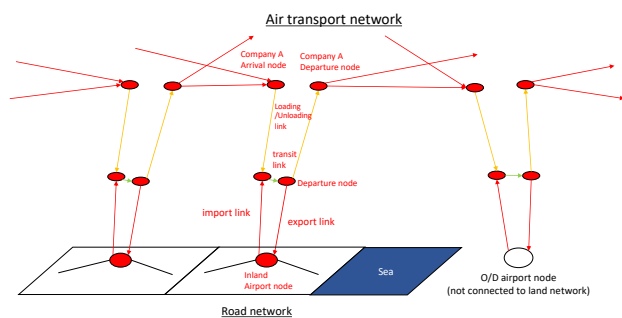 Air transport network
Company A
Arrival node
Company A
Departure node
Loading
/Unloading
link
transit
link
Departure node
import link
export link
Inland
Airport node
Sea
O/D airport node
(not connected to land network)
Road network